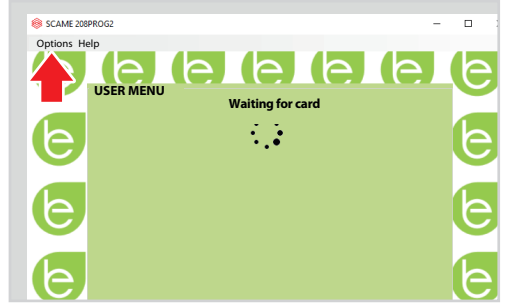 SCAME 208PROG2
Options Help
USER MENU
Waiting for card